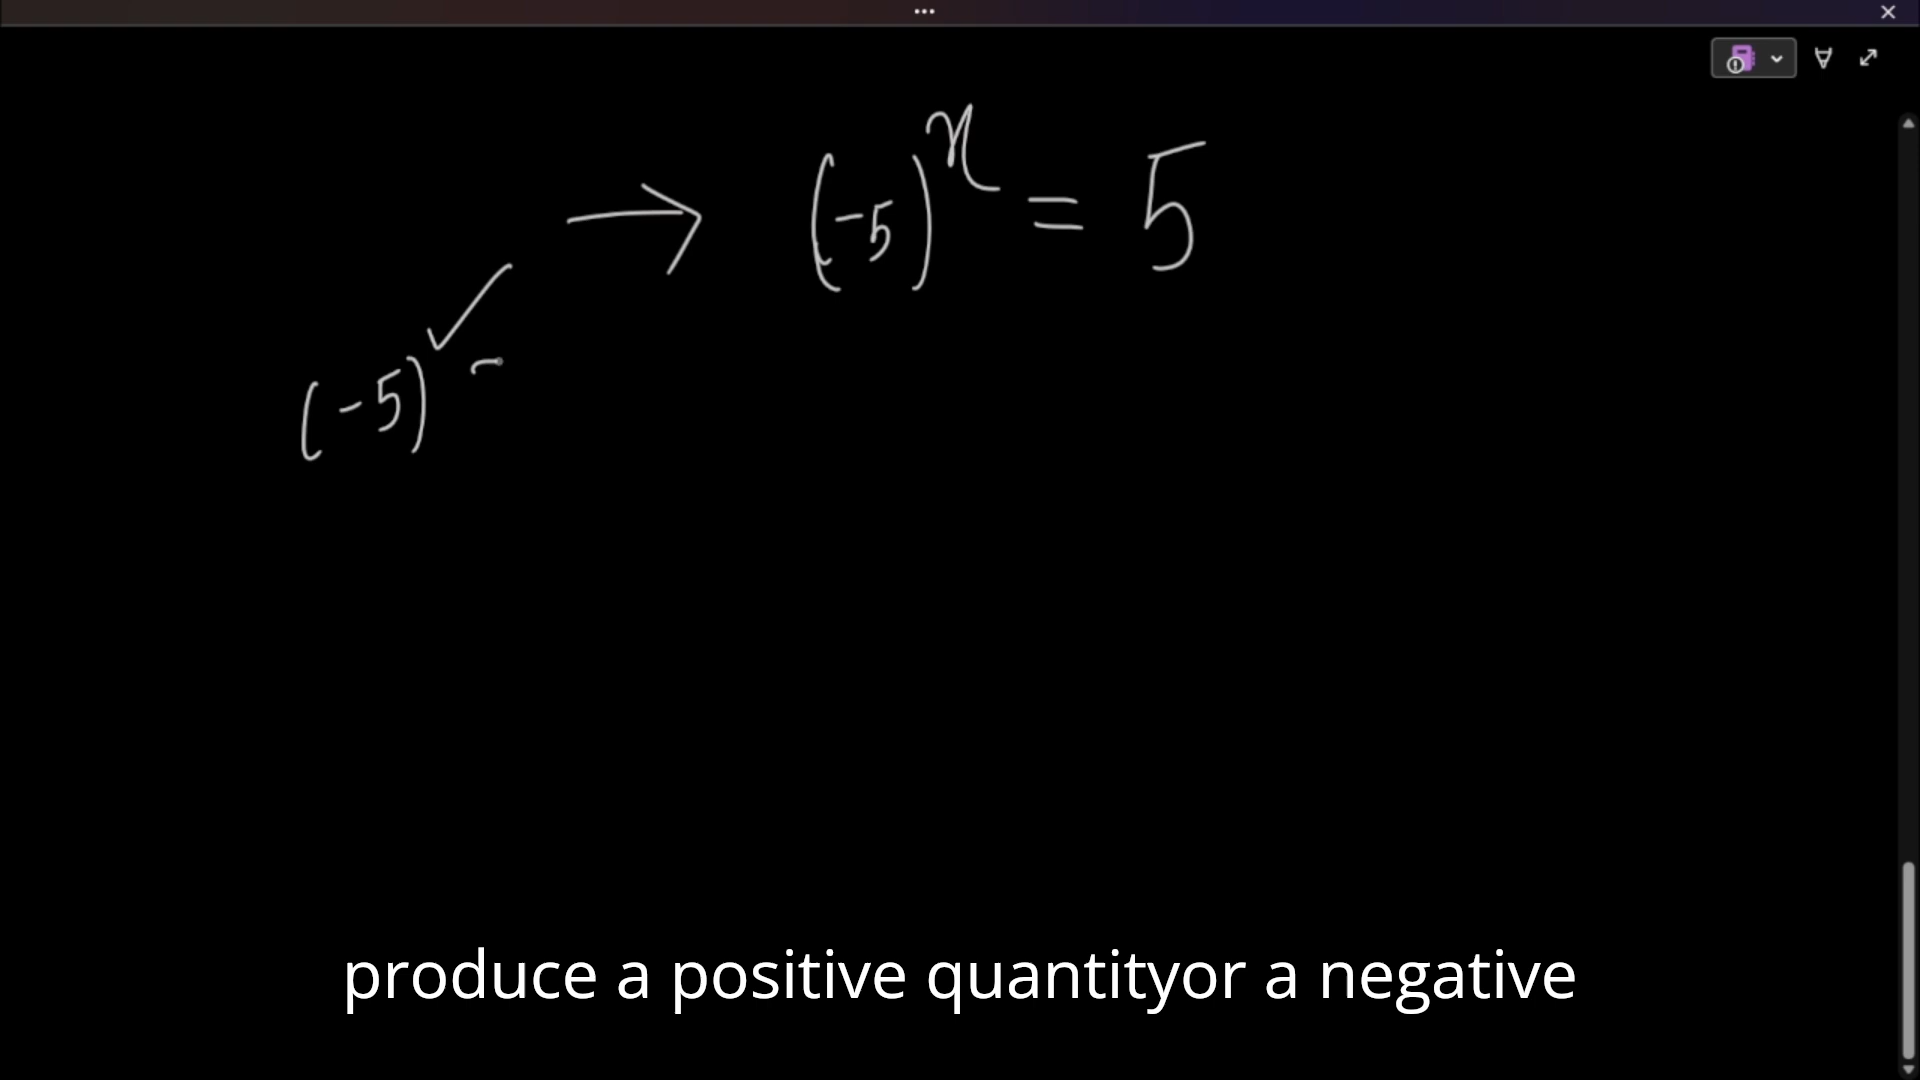 → (-5)^x = 5
(-5)^✓ -
produce a positive quantityor a negative